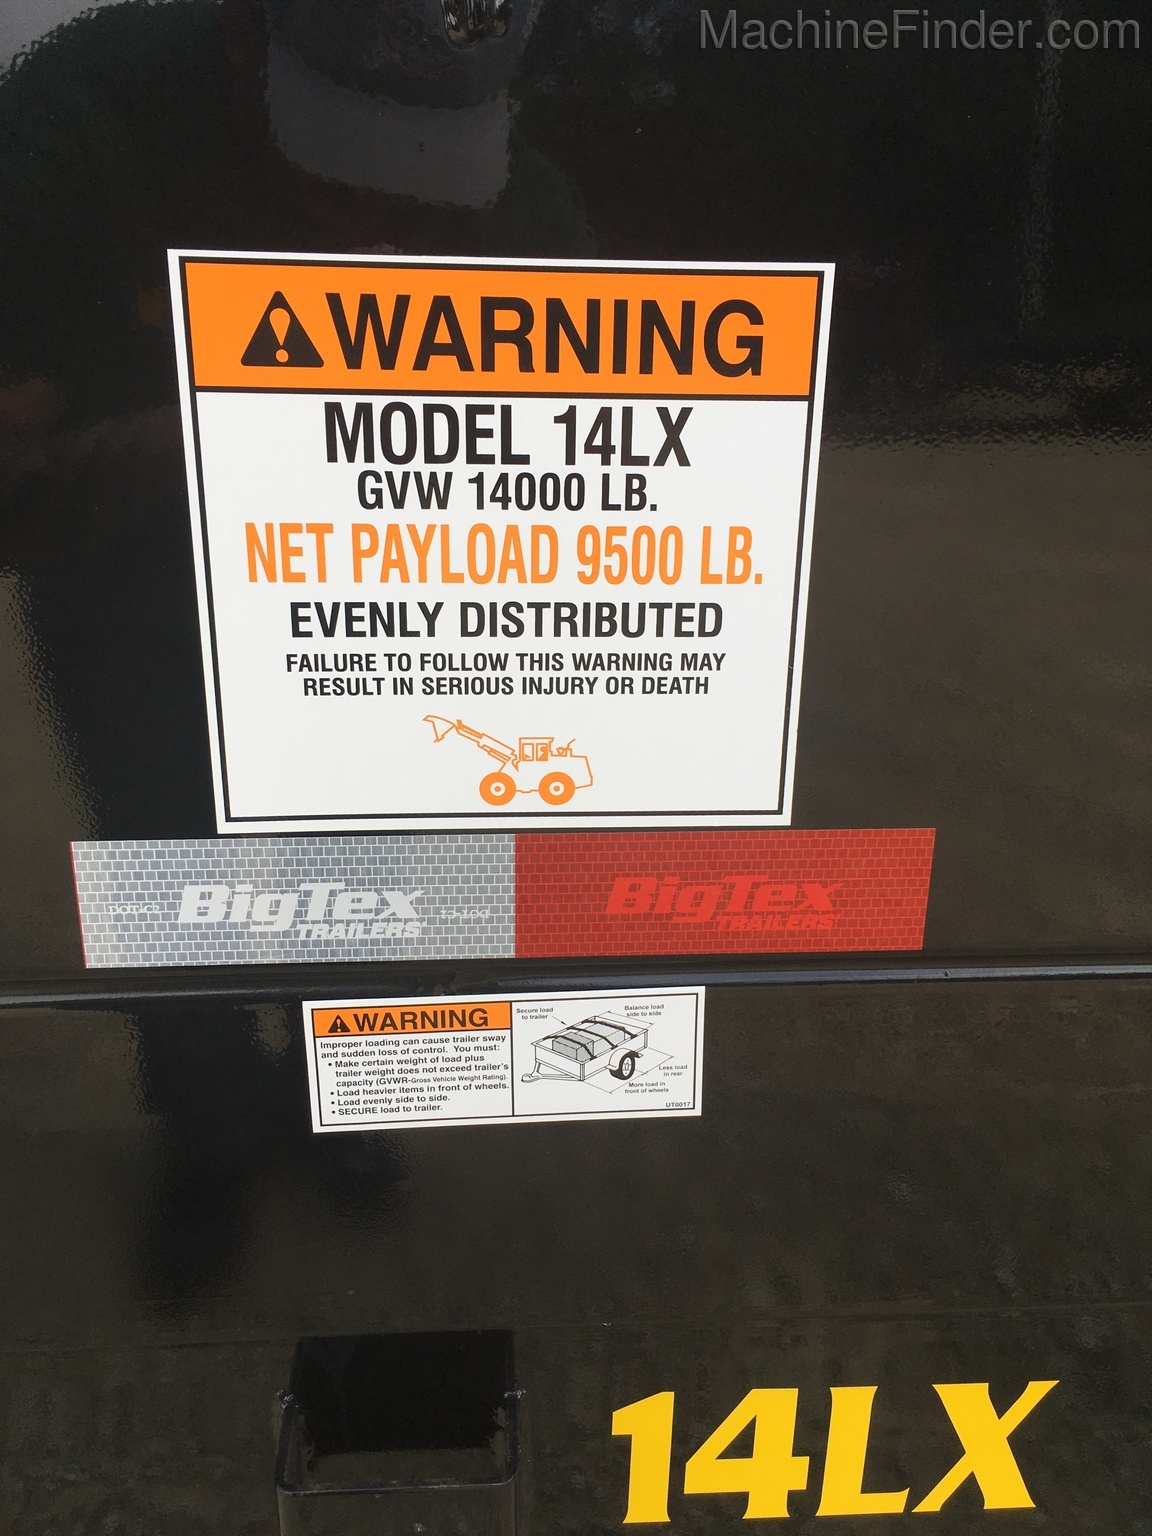 MachineFinder.com
WARNING
MODEL 14LX
GVW 14000 LB.
NET PAYLOAD 9500 LB.
EVENLY DISTRIBUTED
FAILURE TO FOLLOW THIS WARNING MAY
RESULT IN SERIOUS INJURY OR DEATH
DOT-C2
BigTex
TRAILERS
DOT-C2
BigTex
TRAILERS
WARNING
Improper loading can cause trailer sway
and sudden loss of control. You must:
• Make certain weight of load plus
trailer weight does not exceed trailer's
capacity (GVWR-Gross Vehicle Weight Rating).
• Load heavier items in front of wheels.
• Load evenly side to side.
• SECURE load to trailer.
Secure load
to trailer
Balance load
side to side
Less load
in rear
More load in
front of wheels
UT0017
14LX